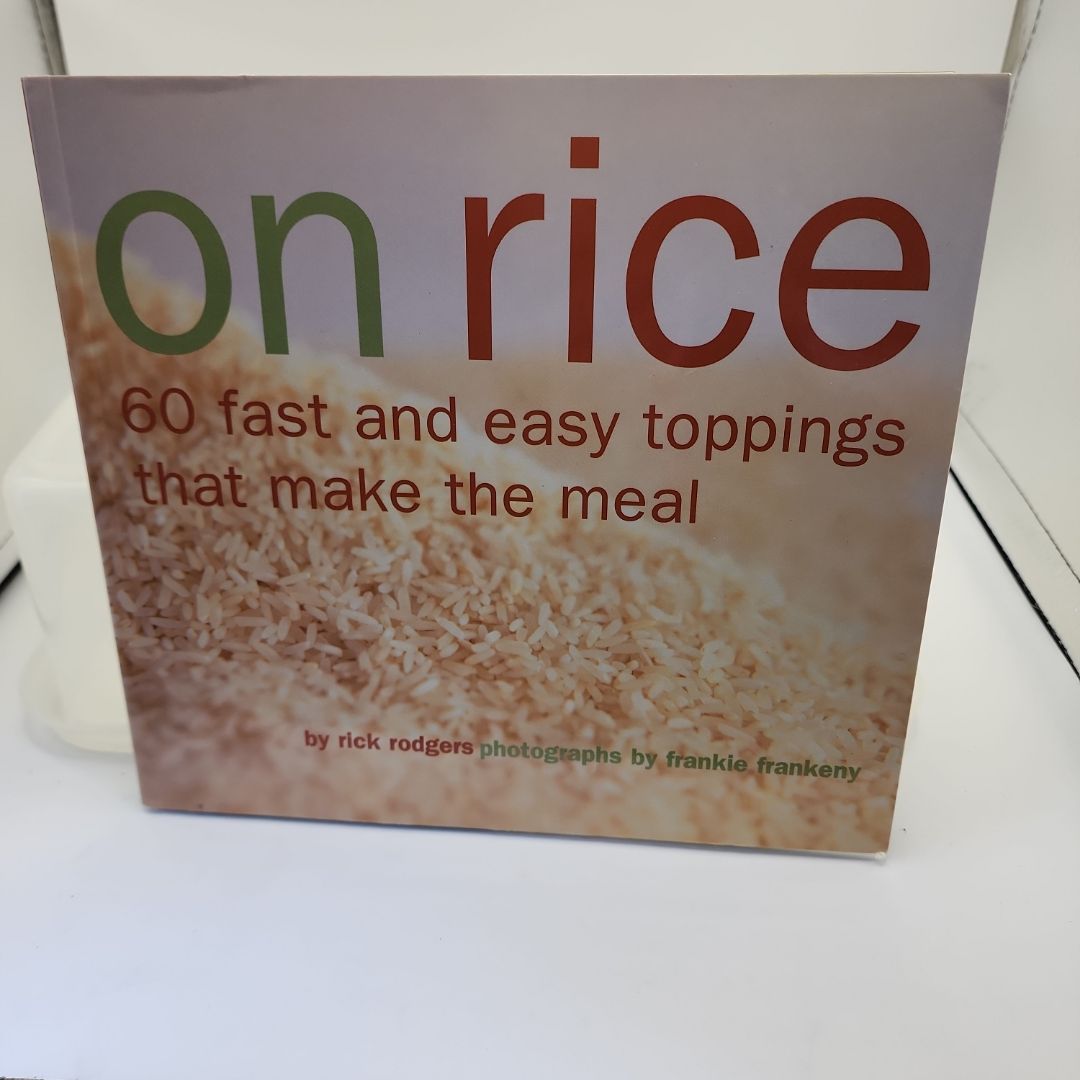 on rice
60 fast and easy toppings
that make the meal
by rick rodgers photographs by frankie frankeny